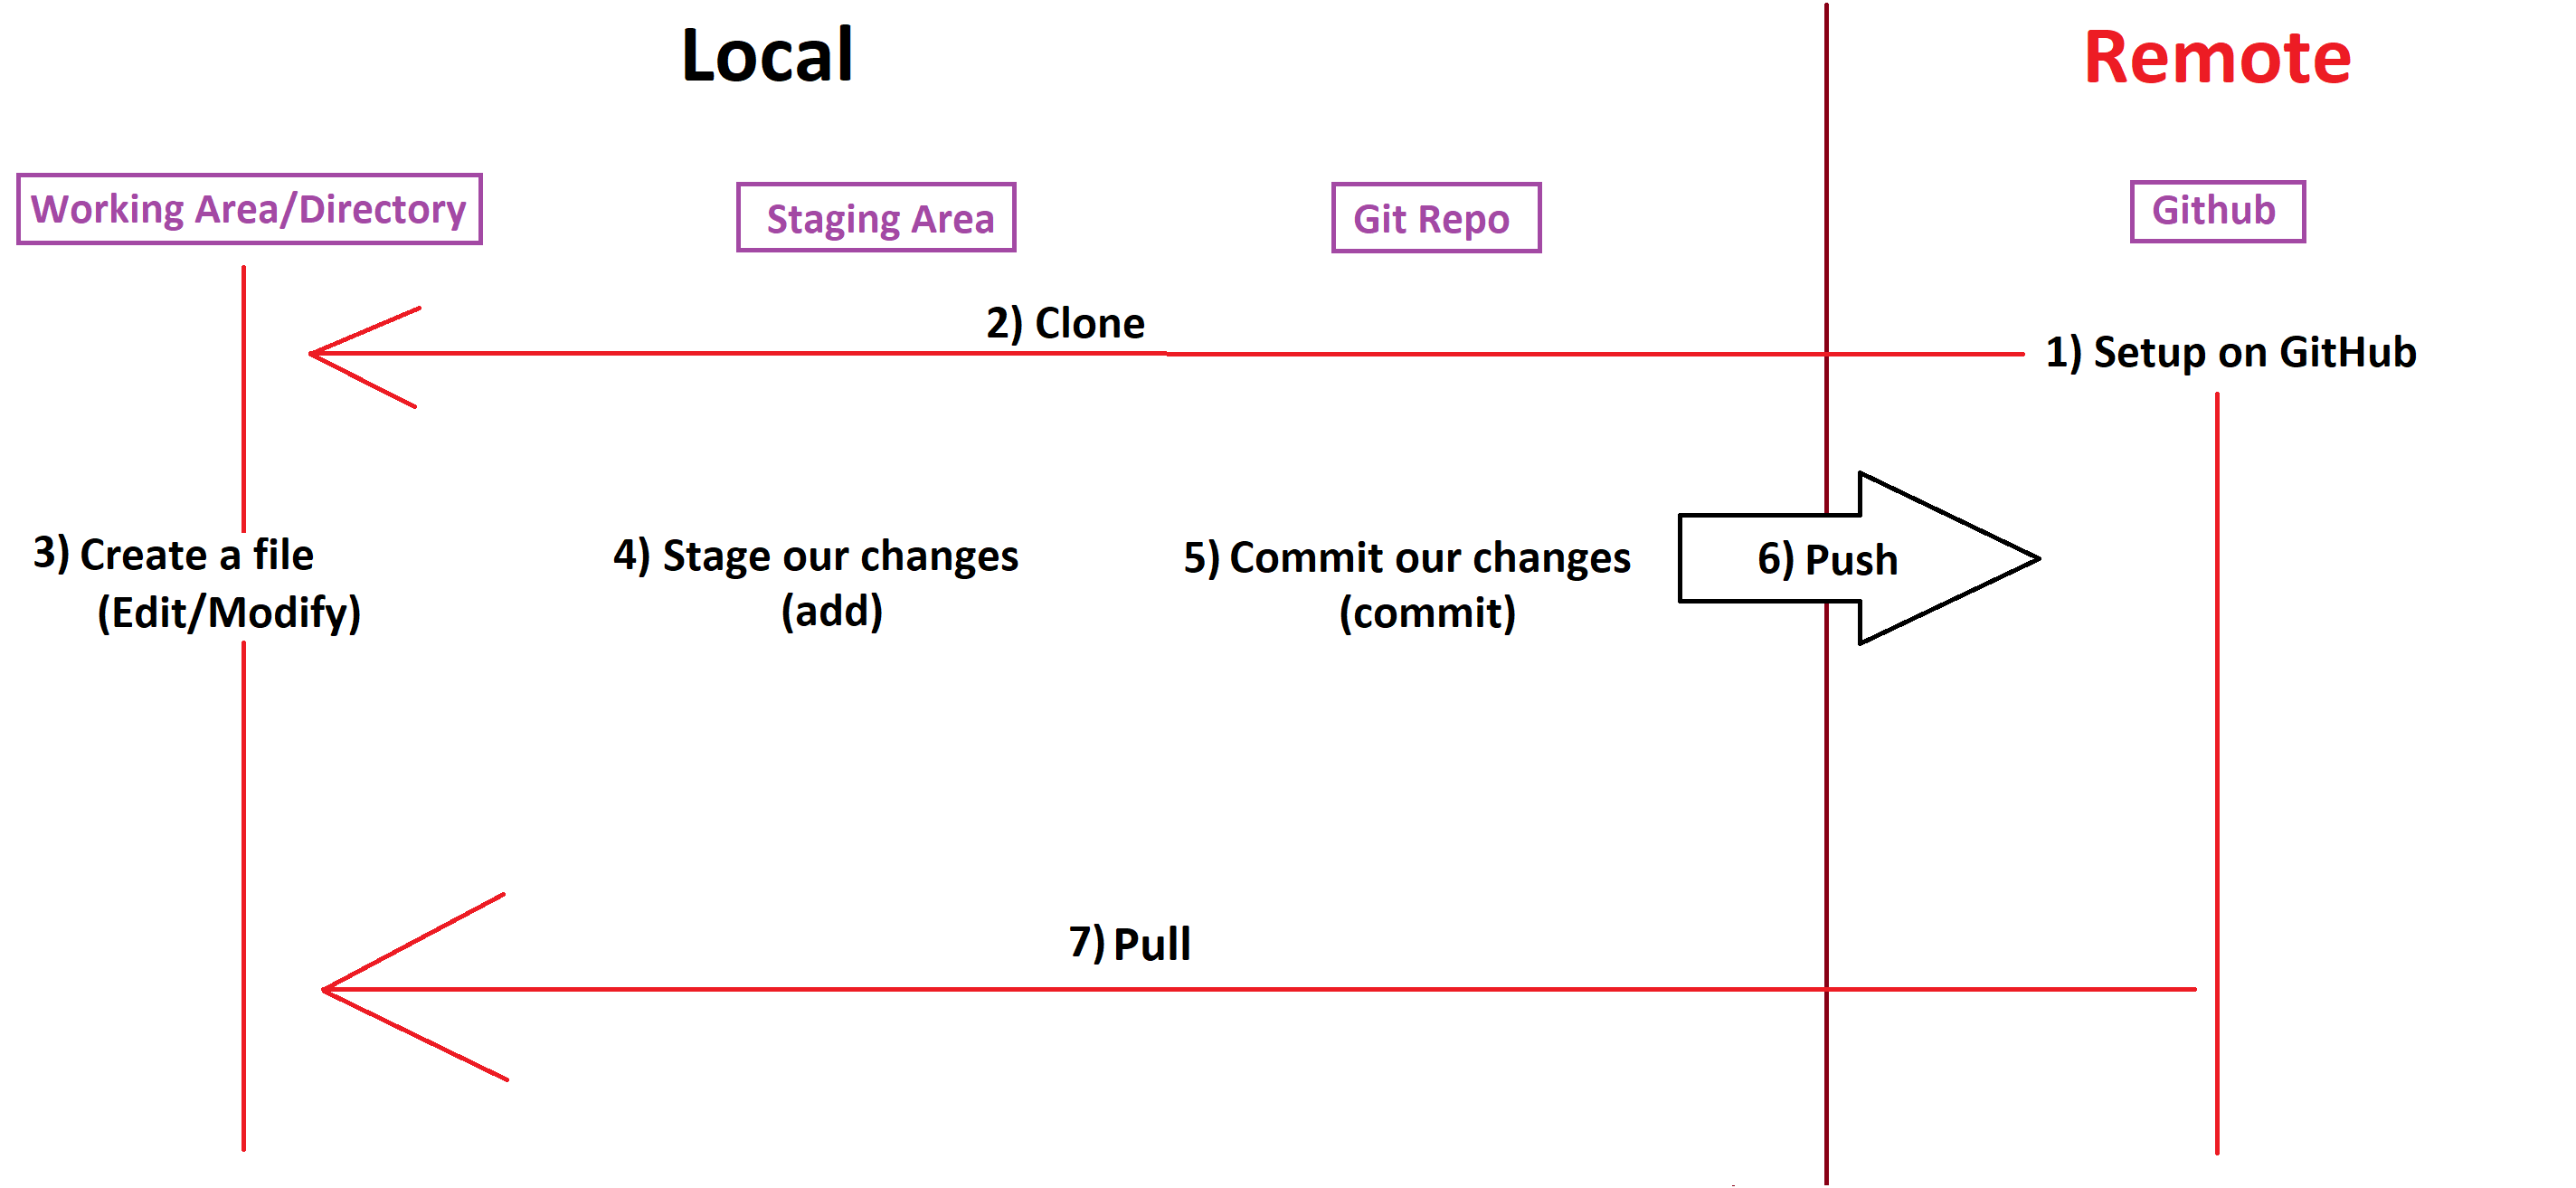 Local
Remote
Working Area/Directory
Staging Area
Git Repo
Github
2) Clone
1) Setup on GitHub
3) Create a file
(Edit/Modify)
4) Stage our changes
(add)
5) Commit our changes
(commit)
6) Push
7) Pull